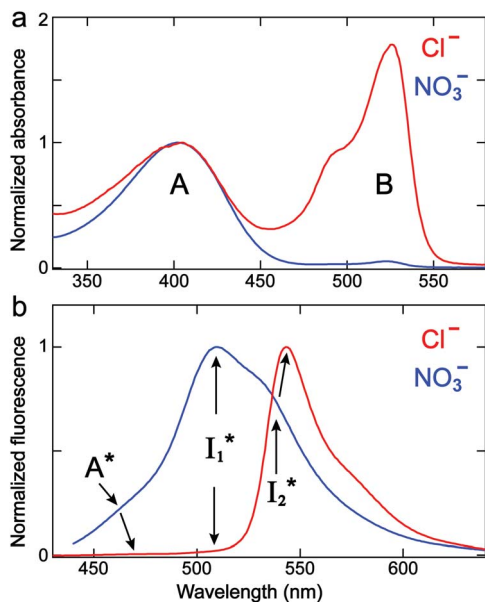 a
Normalized absorbance
2
1
0
Cl⁻
NO₃⁻
A
B
350 400 450 500 550
b
Normalized fluorescence
1
0
Cl⁻
NO₃⁻
A*
I₁*
I₂*
450 500 550 600
Wavelength (nm)